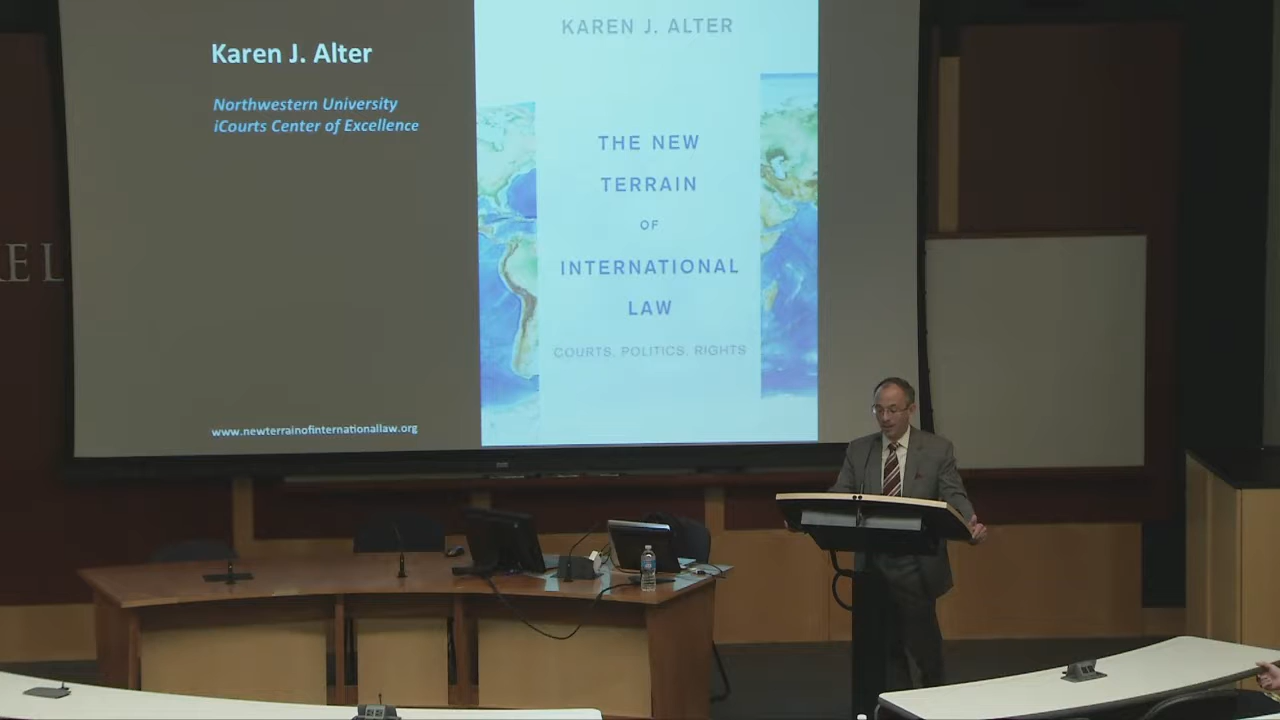 Karen J. Alter
Northwestern University
iCourts Center of Excellence
www.newterrainofinternationallaw.org
KAREN J. ALTER
THE NEW
TERRAIN
OF
INTERNATIONAL
LAW
COURTS, POLITICS, RIGHTS